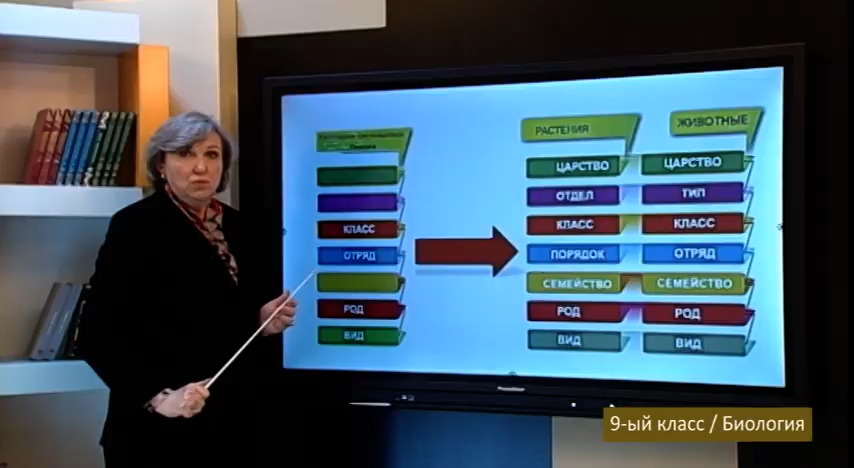 Линнея
КЛАСС
ОТРЯД
РОД
ВИД
РАСТЕНИЯ
ЦАРСТВО
ОТДЕЛ
КЛАСС
ПОРЯДОК
СЕМЕЙСТВО
РОД
ВИД
ЖИВОТНЫЕ
ЦАРСТВО
ТИП
КЛАСС
ОТРЯД
СЕМЕЙСТВО
РОД
ВИД
9-ый класс / Биология